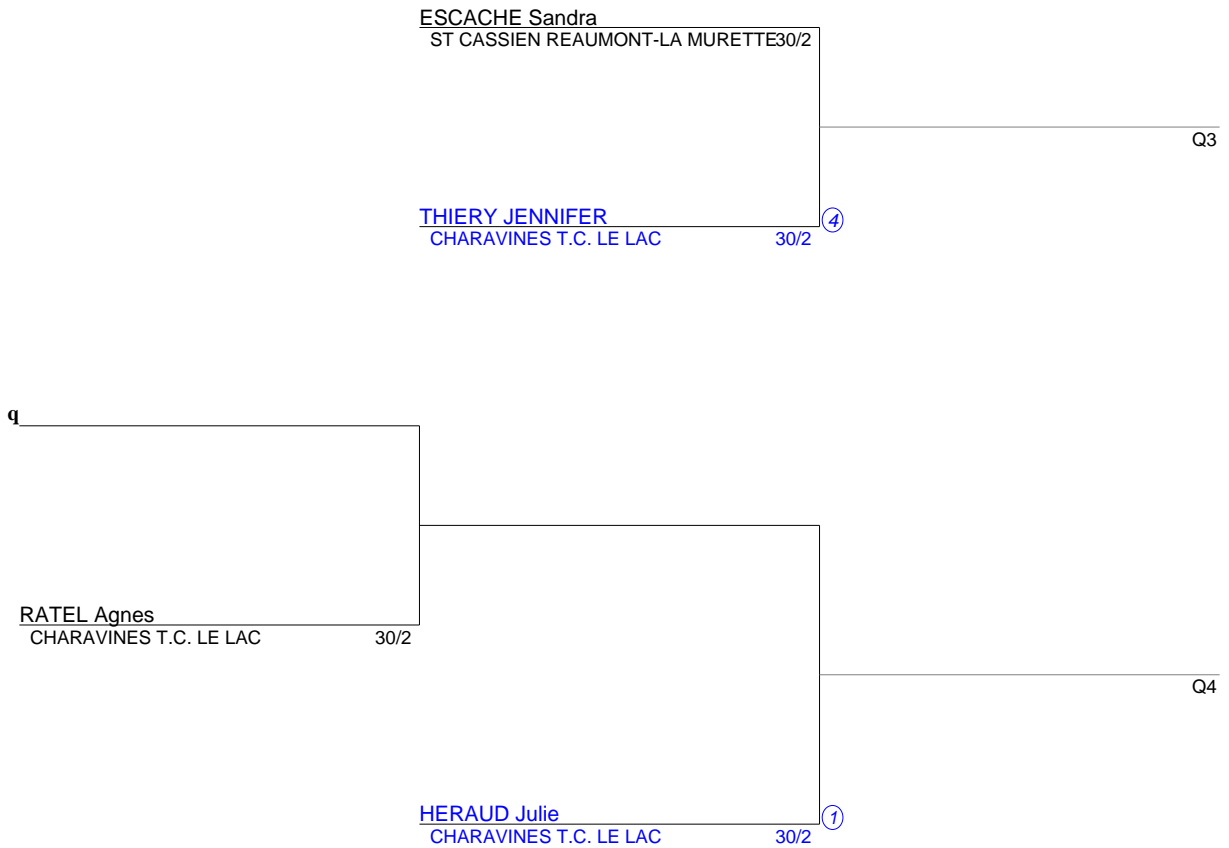 ESCACHE Sandra
ST CASSIEN REAUMONT-LA MURETTE30/2
Q3
THIERY JENNIFER 4
CHARAVINES T.C. LE LAC 30/2
q
RATEL Agnes
CHARAVINES T.C. LE LAC 30/2
Q4
HERAUD Julie 1
CHARAVINES T.C. LE LAC 30/2